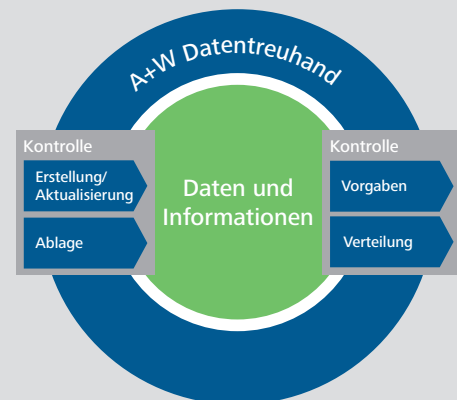 A+W Datentreuhand
Kontrolle
Erstellung/
Aktualisierung
Ablage
Daten und
Informationen
Kontrolle
Vorgaben
Verteilung